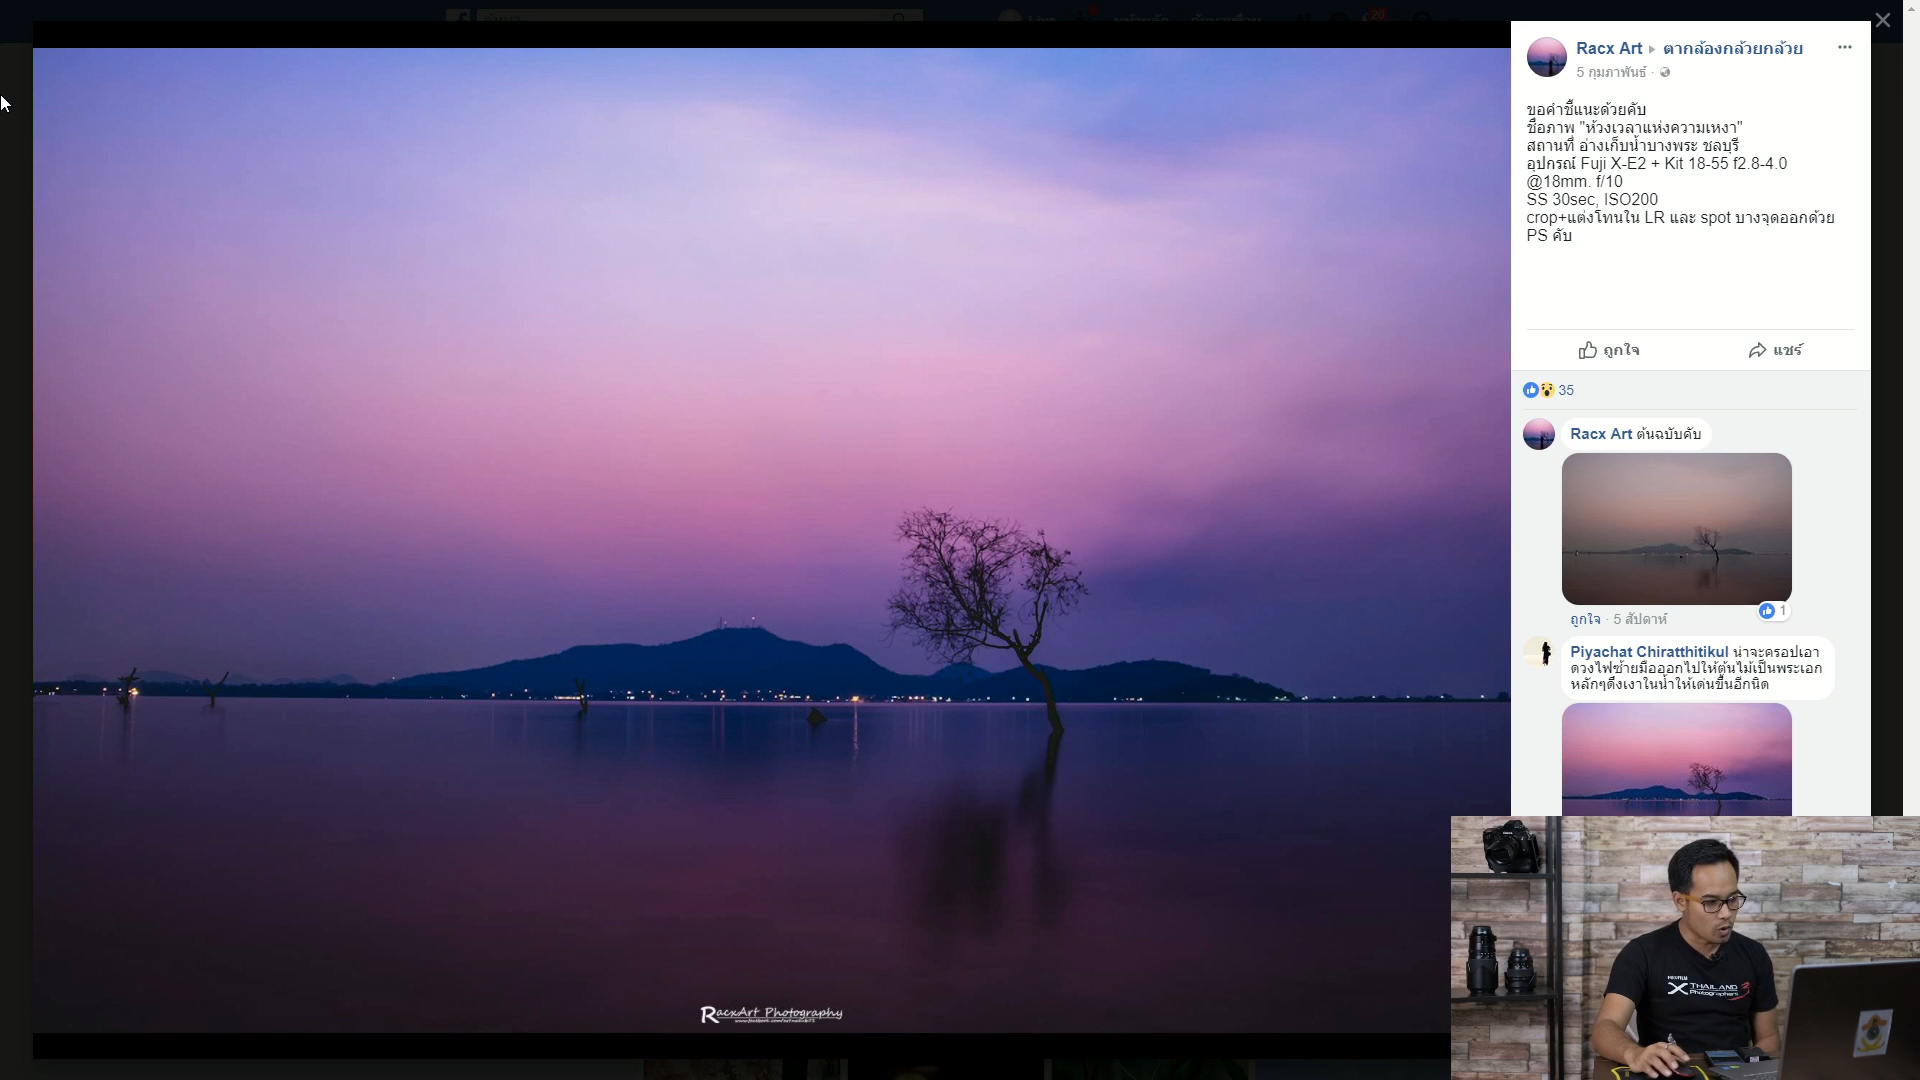 20
Racx Art ▸ ตากล้องกล้วยกล้วย
5 กุมภาพันธ์ ·
ขอคำชี้แนะด้วยคับ
ชื่อภาพ "ห้วงเวลาแห่งความเหงา"
สถานที่ อ่างเก็บน้ำบางพระ ชลบุรี
อุปกรณ์ Fuji X-E2 + Kit 18-55 f2.8-4.0
@18mm. f/10
SS 30sec, ISO200
crop+แต่งโทนใน LR และ spot บางจุดออกด้วย
PS คับ
ถูกใจ
แชร์
35
Racx Art ต้นฉบับคับ
1
ถูกใจ · 5 สัปดาห์
Piyachat Chiratthitikul น่าจะครอปเอา
ดวงไฟซ้ายมือออกไปให้ต้นไม้เป็นพระเอก
หลักๆดึงเงาในน้ำให้เด่นขึ้นอีกนิด
RacxArt Photography
X THAILAND
Photographers